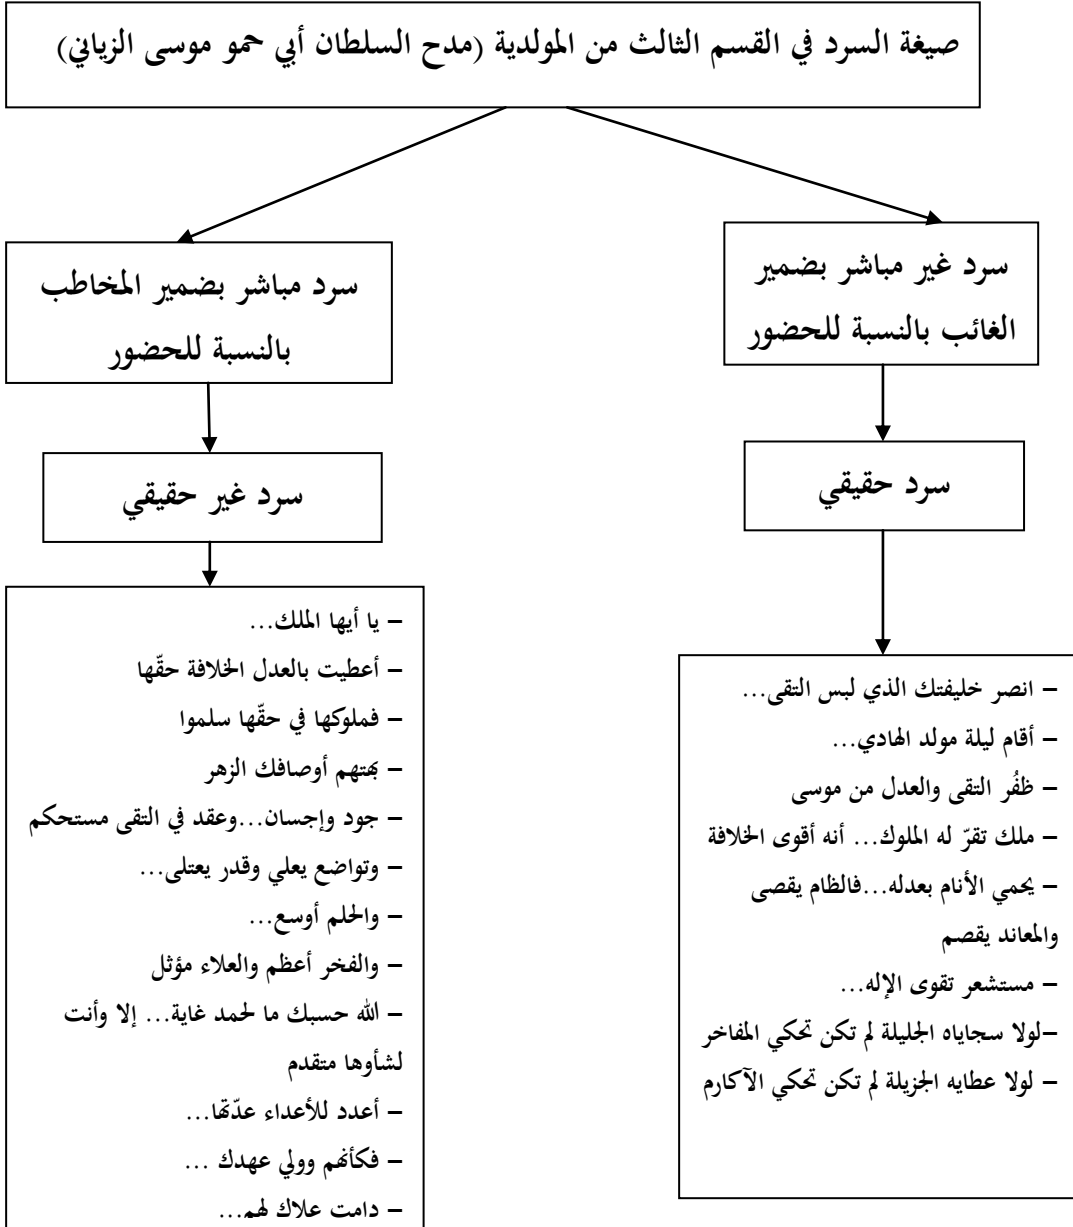 صيغة السرد في القسم الثالث من المولدية (مدح السلطان أبي حمو موسى الزياني)
سرد غير مباشر بضمير
الغائب بالنسبة للحضور
سرد مباشر بضمير المخاطب
بالنسبة للحضور
سرد حقيقي
سرد غير حقيقي
– انصر خليفتك الذي لبس التقى...
– أقام ليلة مولد الهادي...
– ظفُر التقى والعدل من موسى
– ملك تقرّ له الملوك... أنه أقوى الخلافة
– يحمي الأنام بعدله...فالظام يقصى
والمعاند يقصم
– مستشعر تقوى الإله...
–لولا سجاياه الجليلة لم تكن تحكي المفاخر
– لولا عطايه الجزيلة لم تكن تحكي الآكارم
– يا أيها الملك...
– أعطيت بالعدل الخلافة حقّها
– فملوكها في حقّها سلموا
– بهتهم أوصافك الزهر
– جود وإجسان...وعقد في التقى مستحكم
– وتواضع يعلي وقدر يعتلى...
– والحلم أوسع...
– والفخر أعظم والعلاء مؤثل
– الله حسبك ما لحمد غاية... إلا وأنت
لشأوها متقدم
– أعدد للأعداء عدّتها...
– فكأنهم وولي عهدك ...
– دامت علاك لهم...